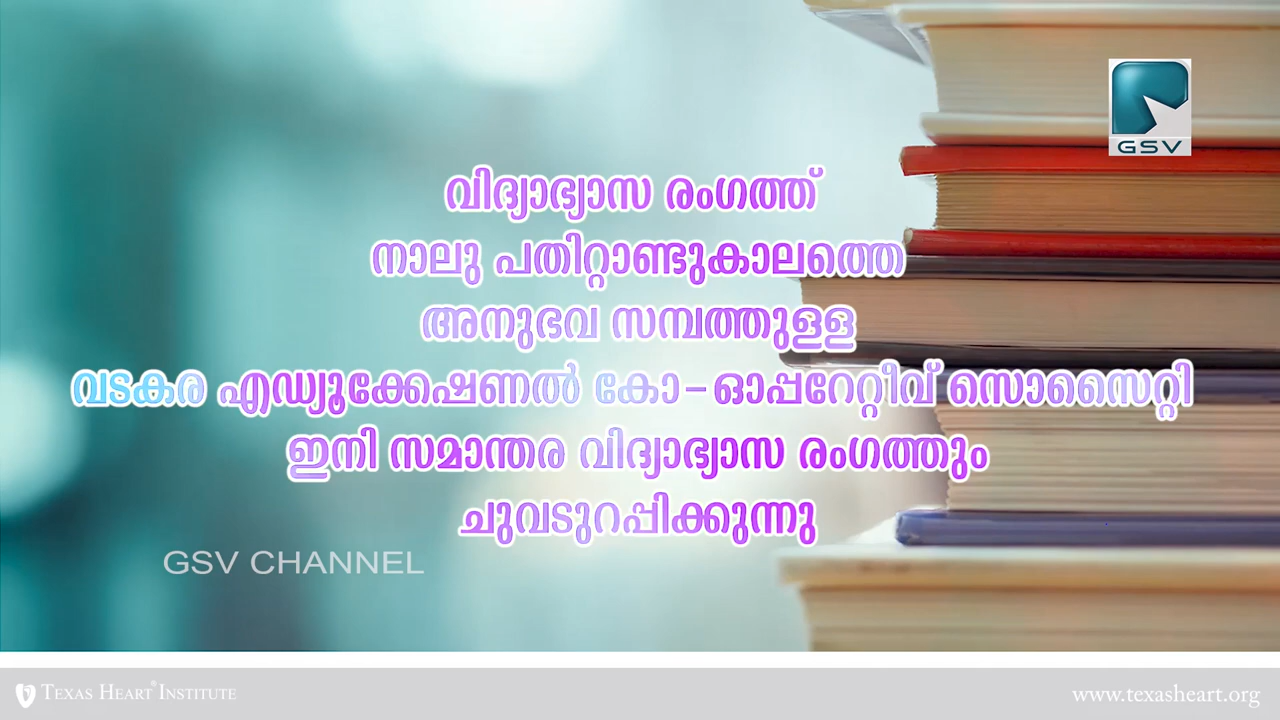 GSV
വിദ്യാഭ്യാസ രംഗത്ത്
നാലു പതിറ്റാണ്ടുകാലത്തെ
അനുഭവ സമ്പത്തുളള
വടകര എഡ്യൂക്കേഷണൽ കോ-ഓപ്പറേറ്റീവ് സൊസൈറ്റി
ഇനി സമാന്തര വിദ്യാഭ്യാസ രംഗത്തും
ചുവടുറപ്പിക്കുന്നു
GSV CHANNEL
TEXAS HEART® INSTITUTE
www.texasheart.org